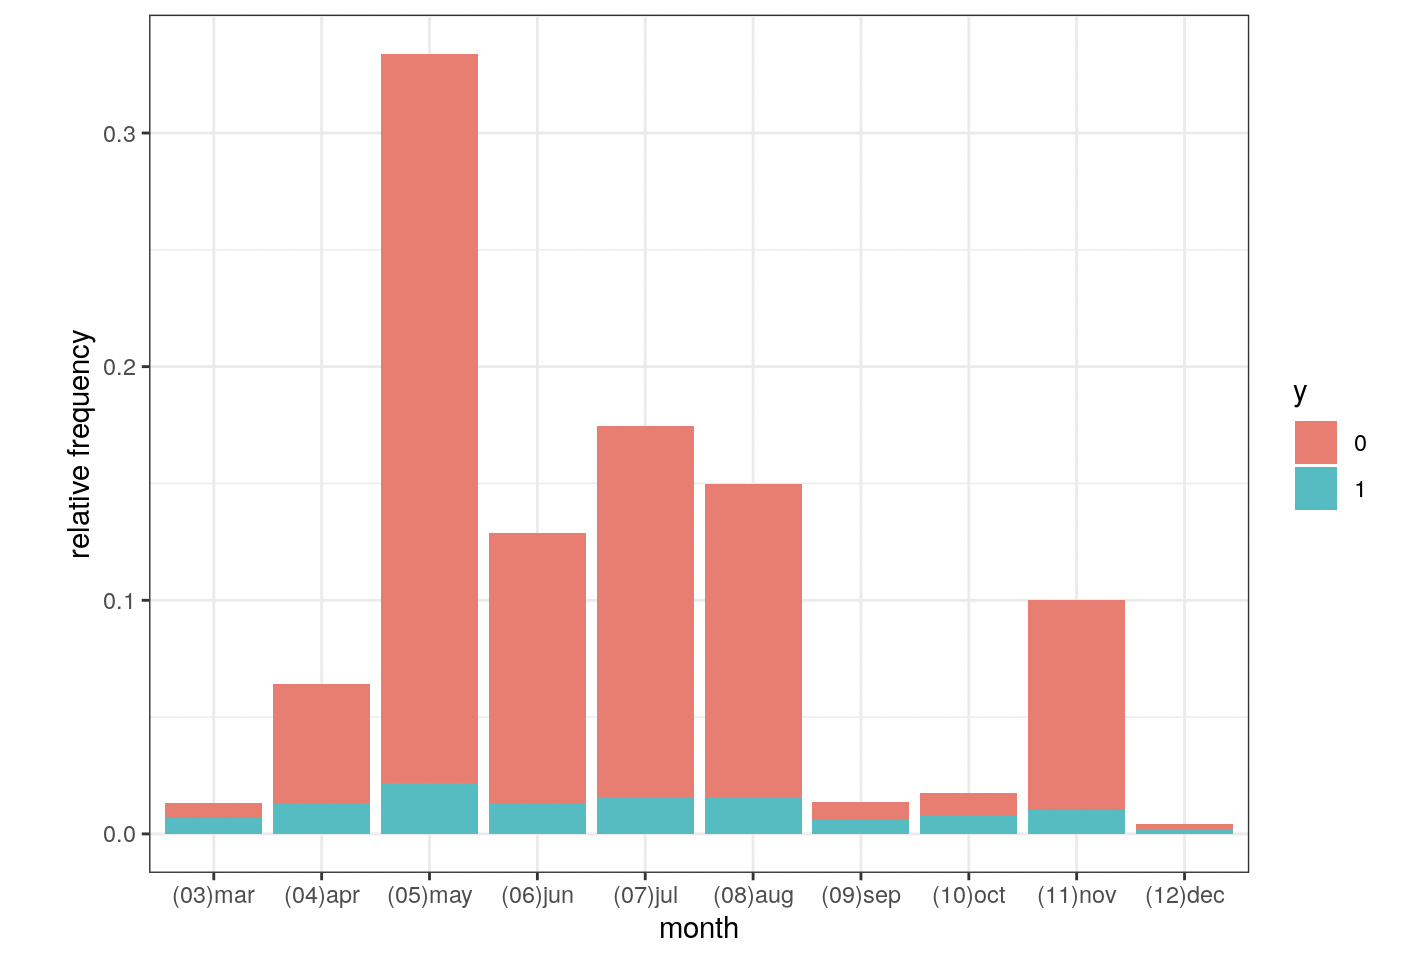 0.3
0.2
0.1
0.0
relative frequency
(03)mar (04)apr (05)may (06)jun (07)jul (08)aug (09)sep (10)oct (11)nov (12)dec
month
y
0
1